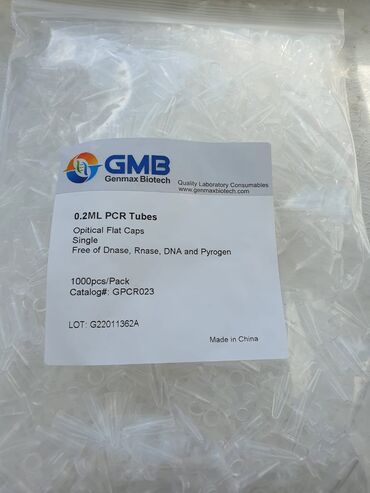 GMB
Genmax Biotech
Quality Laboratory Consumables
www.genmaxbiotech.com
0.2ML PCR Tubes
Opitical Flat Caps
Single
Free of Dnase, Rnase, DNA and Pyrogen
1000pcs/Pack
Catalog#: GPCR023
LOT: G22011362A
Made in China